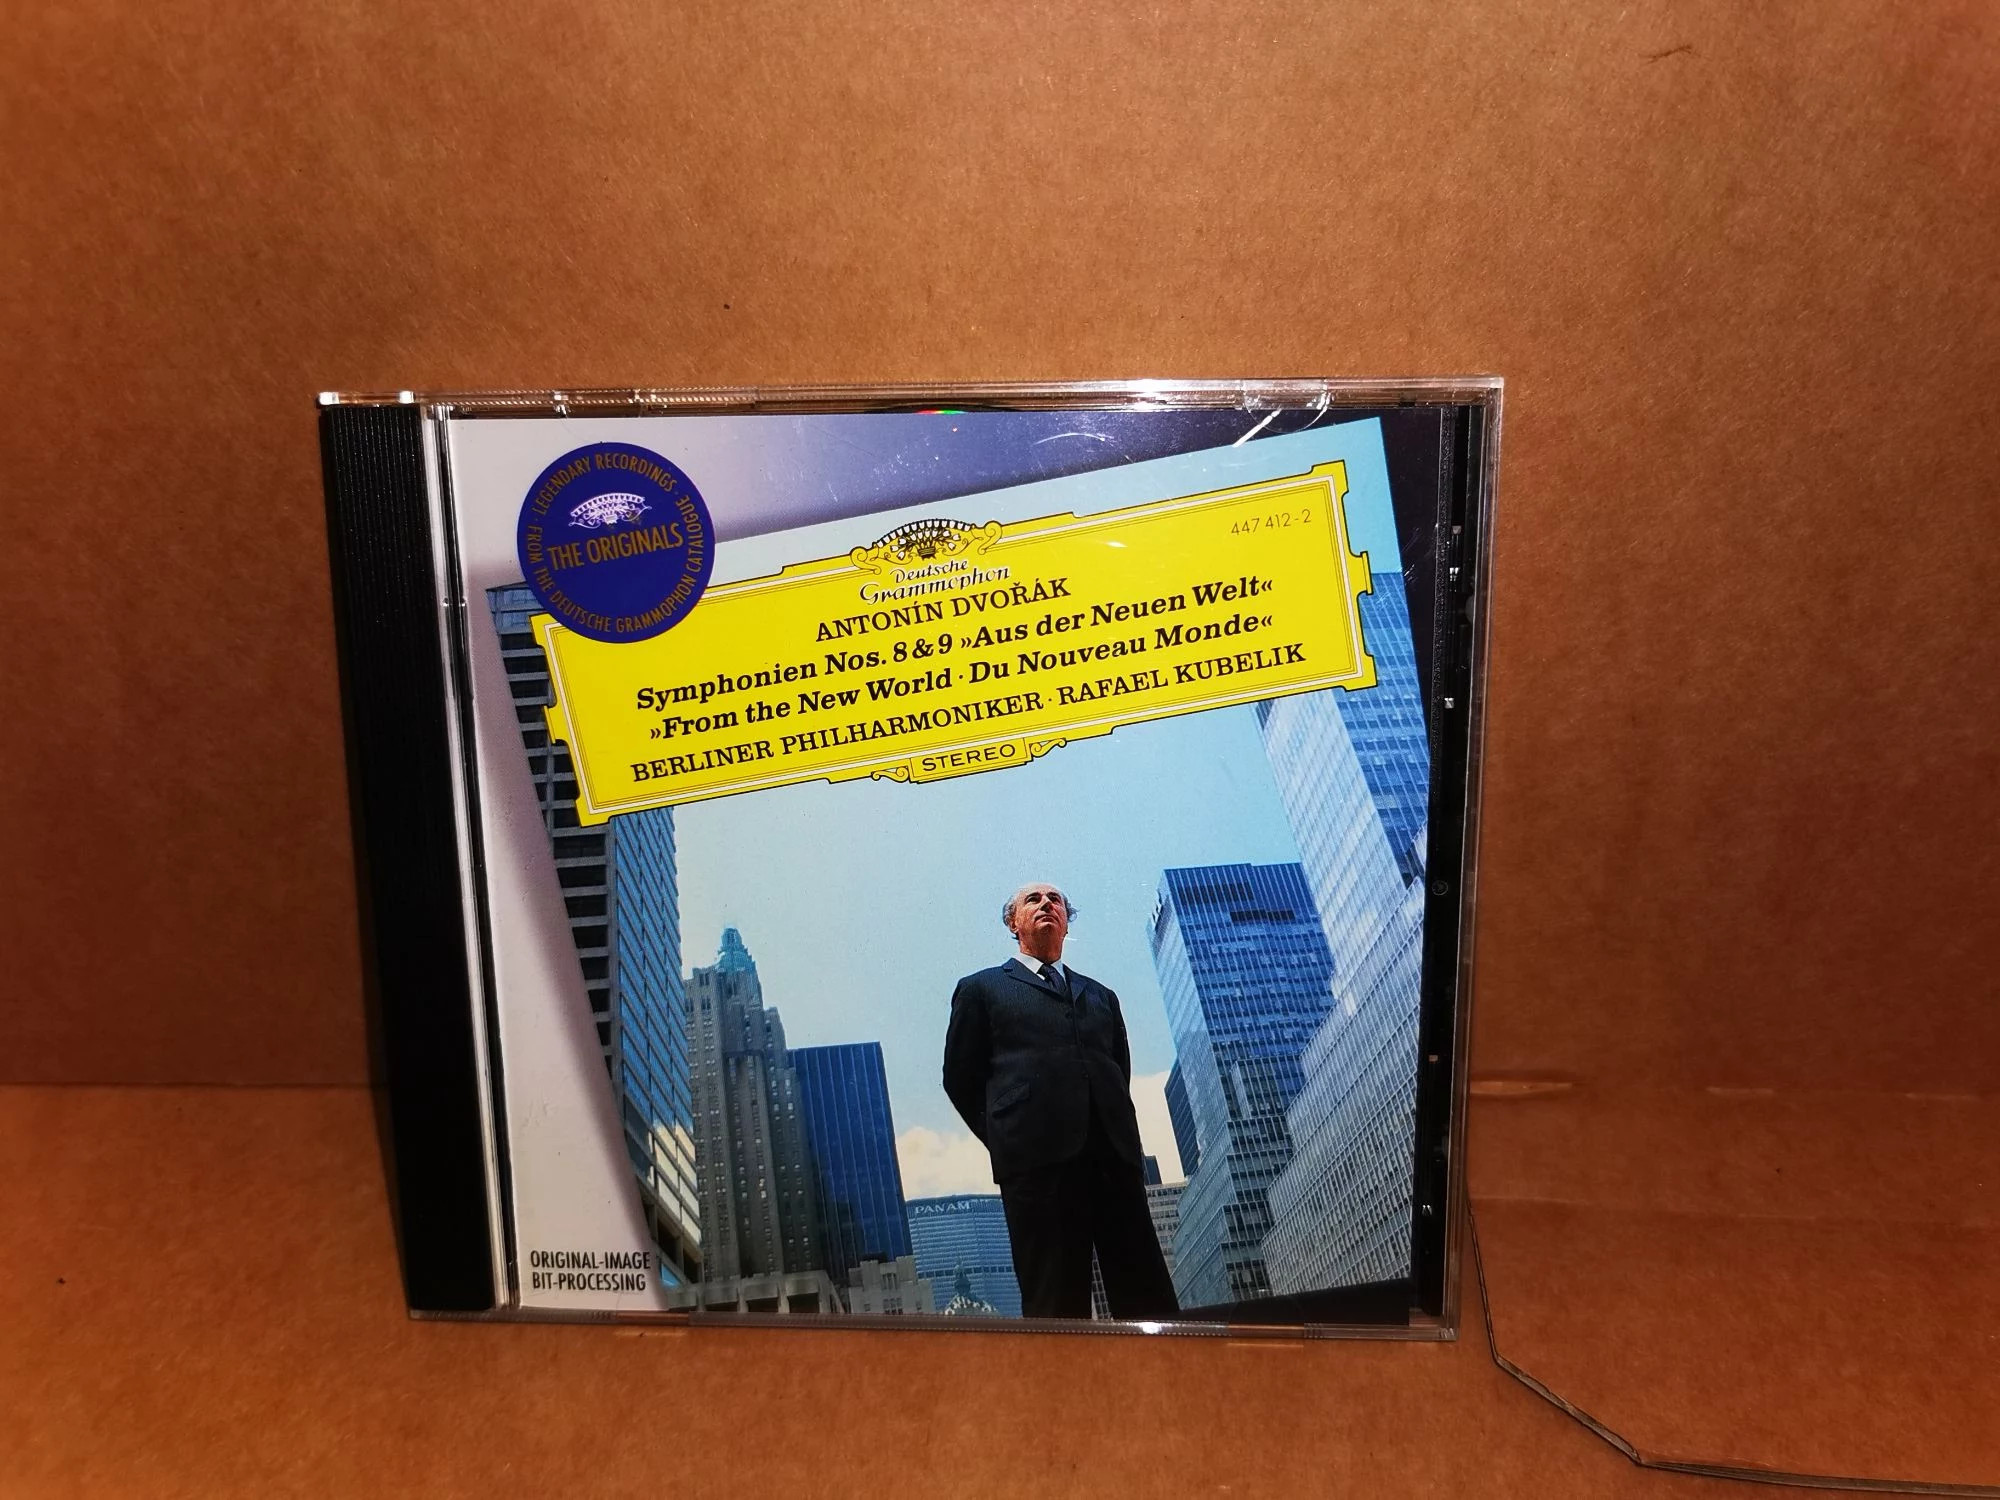 LEGENDARY RECORDINGS · FROM THE DEUTSCHE GRAMMOPHON CATALOGUE ·
THE ORIGINALS
447 412-2
Deutsche
Grammophon
ANTONÍN DVOŘÁK
Symphonien Nos. 8 & 9 »Aus der Neuen Welt«
»From the New World · Du Nouveau Monde«
BERLINER PHILHARMONIKER · RAFAEL KUBELIK
STEREO
PAN AM
ORIGINAL-IMAGE
BIT-PROCESSING